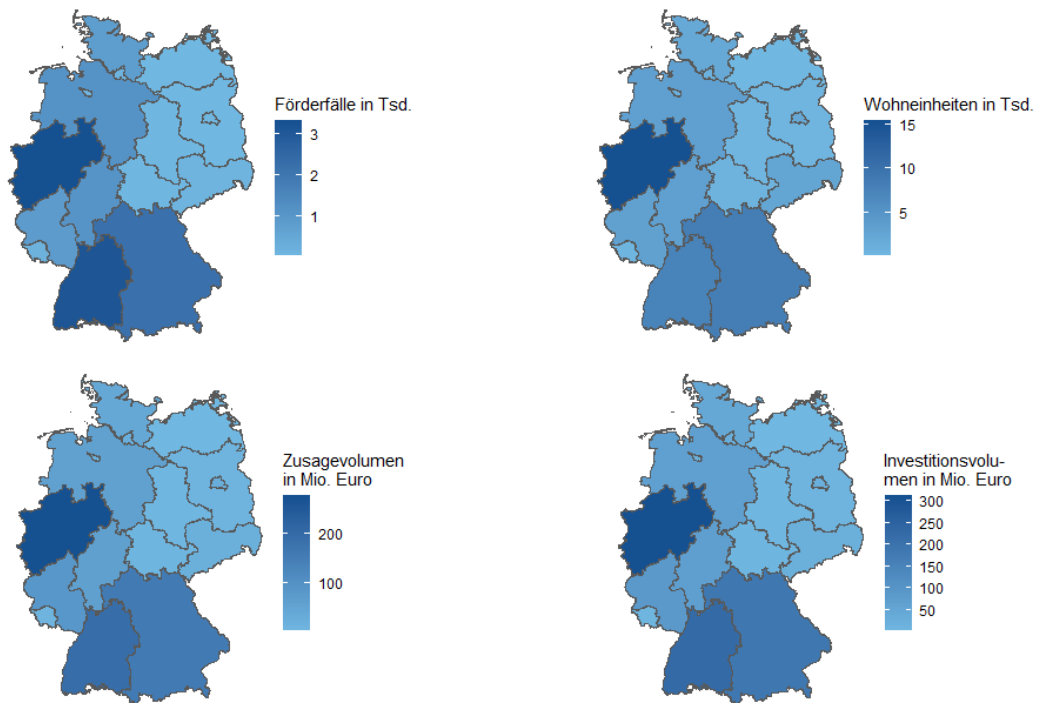 Förderfälle in Tsd.
3
2
1
Wohneinheiten in Tsd.
15
10
5
Zusagevolumen
in Mio. Euro
200
100
Investitionsvolu-
men in Mio. Euro
300
250
200
150
100
50